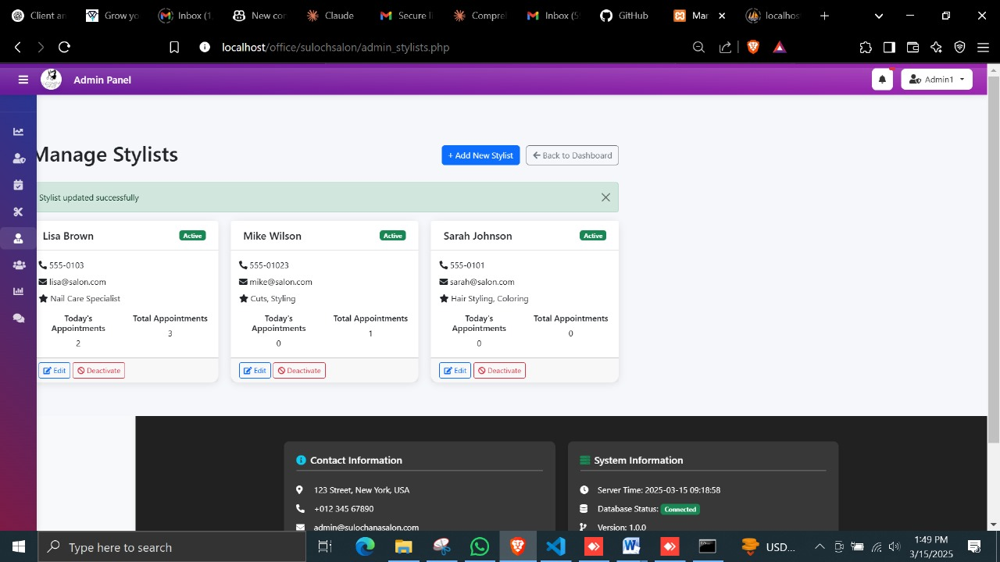 Client an
Grow yo
Inbox (1
New con
Claude
Secure li
Compre
Inbox (5
GitHub
Mar
localhos
localhost/office/sulochsalon/admin_stylists.php
Admin Panel
Admin1
Manage Stylists
+ Add New Stylist
Back to Dashboard
Stylist updated successfully
Lisa Brown
Active
555-0103
lisa@salon.com
Nail Care Specialist
Today's Appointments
2
Total Appointments
3
Edit
Deactivate
Mike Wilson
Active
555-01023
mike@salon.com
Cuts, Styling
Today's Appointments
0
Total Appointments
1
Edit
Deactivate
Sarah Johnson
Active
555-0101
sarah@salon.com
Hair Styling, Coloring
Today's Appointments
0
Total Appointments
0
Edit
Deactivate
Contact Information
123 Street, New York, USA
+012 345 67890
admin@sulochanasalon.com
System Information
Server Time: 2025-03-15 09:18:58
Database Status: Connected
Version: 1.0.0
Type here to search
USD...
1:49 PM
3/15/2025